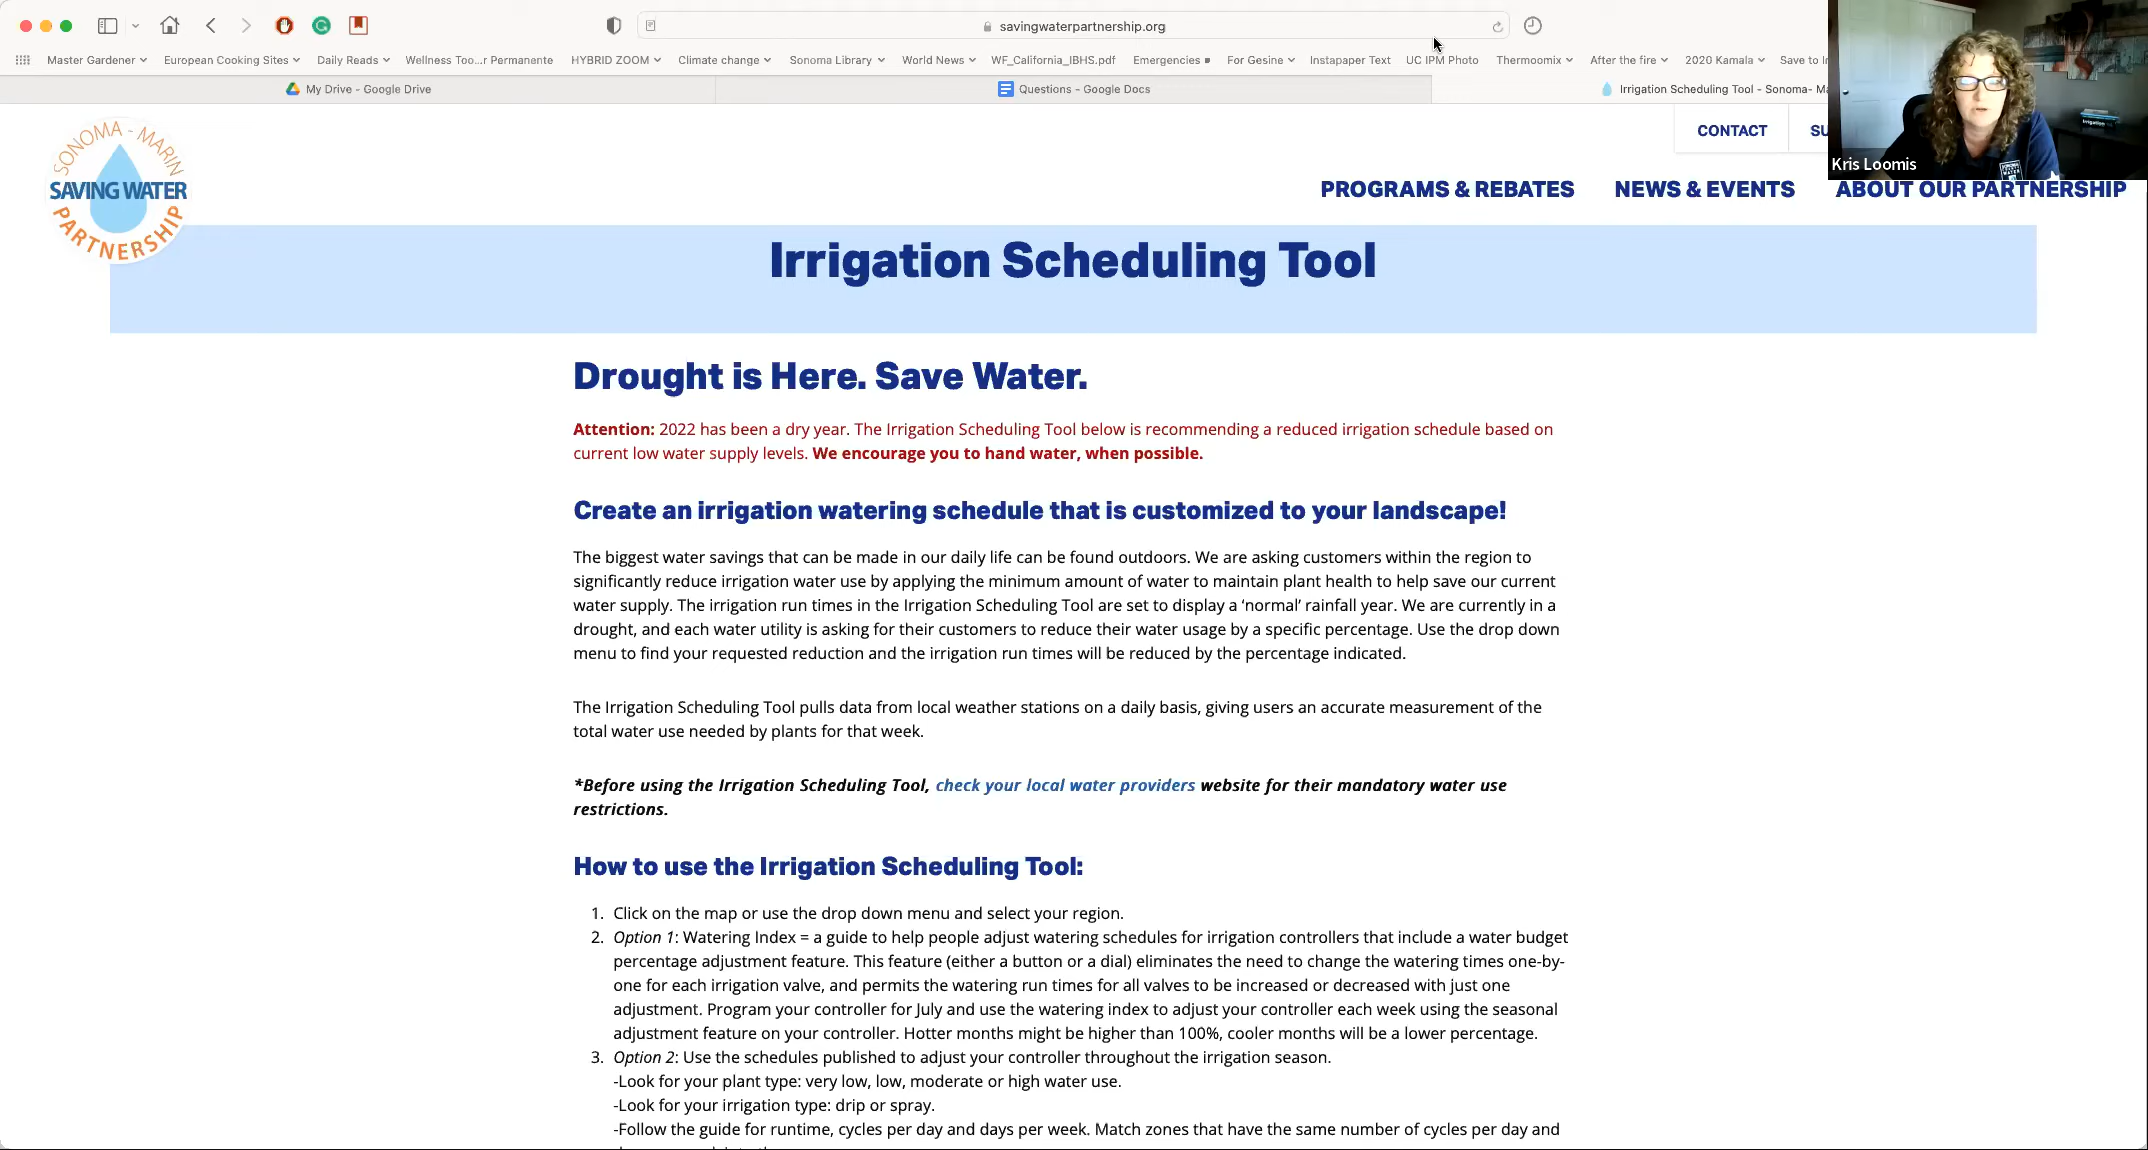 savingwaterpartnership.org
Master Gardener European Cooking Sites Daily Reads Wellness Too...r Permanente HYBRID ZOOM Climate change Sonoma Library World News WF_California_IBHS.pdf Emergencies For Gesine Instapaper Text UC IPM Photo Thermoomix After the fire 2020 Kamala Save to In
My Drive - Google Drive Questions - Google Docs Irrigation Scheduling Tool - Sonoma- Ma
SONOMA - MARIN
SAVING WATER
PARTNERSHIP
CONTACT SU
Kris Loomis
PROGRAMS & REBATES NEWS & EVENTS ABOUT OUR PARTNERSHIP
Irrigation Scheduling Tool
Drought is Here. Save Water.
Attention: 2022 has been a dry year. The Irrigation Scheduling Tool below is recommending a reduced irrigation schedule based on
current low water supply levels. We encourage you to hand water, when possible.
Create an irrigation watering schedule that is customized to your landscape!
The biggest water savings that can be made in our daily life can be found outdoors. We are asking customers within the region to
significantly reduce irrigation water use by applying the minimum amount of water to maintain plant health to help save our current
water supply. The irrigation run times in the Irrigation Scheduling Tool are set to display a ‘normal’ rainfall year. We are currently in a
drought, and each water utility is asking for their customers to reduce their water usage by a specific percentage. Use the drop down
menu to find your requested reduction and the irrigation run times will be reduced by the percentage indicated.
The Irrigation Scheduling Tool pulls data from local weather stations on a daily basis, giving users an accurate measurement of the
total water use needed by plants for that week.
*Before using the Irrigation Scheduling Tool, check your local water providers website for their mandatory water use
restrictions.
How to use the Irrigation Scheduling Tool:
1. Click on the map or use the drop down menu and select your region.
2. Option 1: Watering Index = a guide to help people adjust watering schedules for irrigation controllers that include a water budget
percentage adjustment feature. This feature (either a button or a dial) eliminates the need to change the watering times one-by-
one for each irrigation valve, and permits the watering run times for all valves to be increased or decreased with just one
adjustment. Program your controller for July and use the watering index to adjust your controller each week using the seasonal
adjustment feature on your controller. Hotter months might be higher than 100%, cooler months will be a lower percentage.
3. Option 2: Use the schedules published to adjust your controller throughout the irrigation season.
-Look for your plant type: very low, low, moderate or high water use.
-Look for your irrigation type: drip or spray.
-Follow the guide for runtime, cycles per day and days per week. Match zones that have the same number of cycles per day and